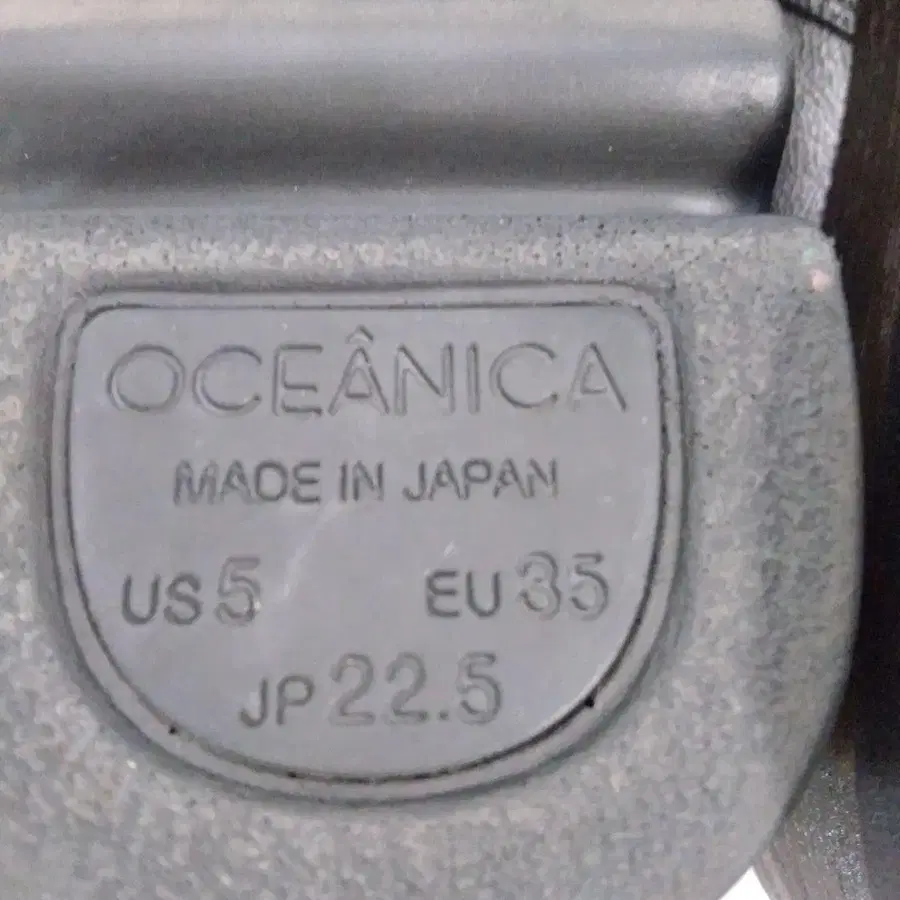 OCEÂNICA
MADE IN JAPAN
US 5 EU 35
JP 22.5